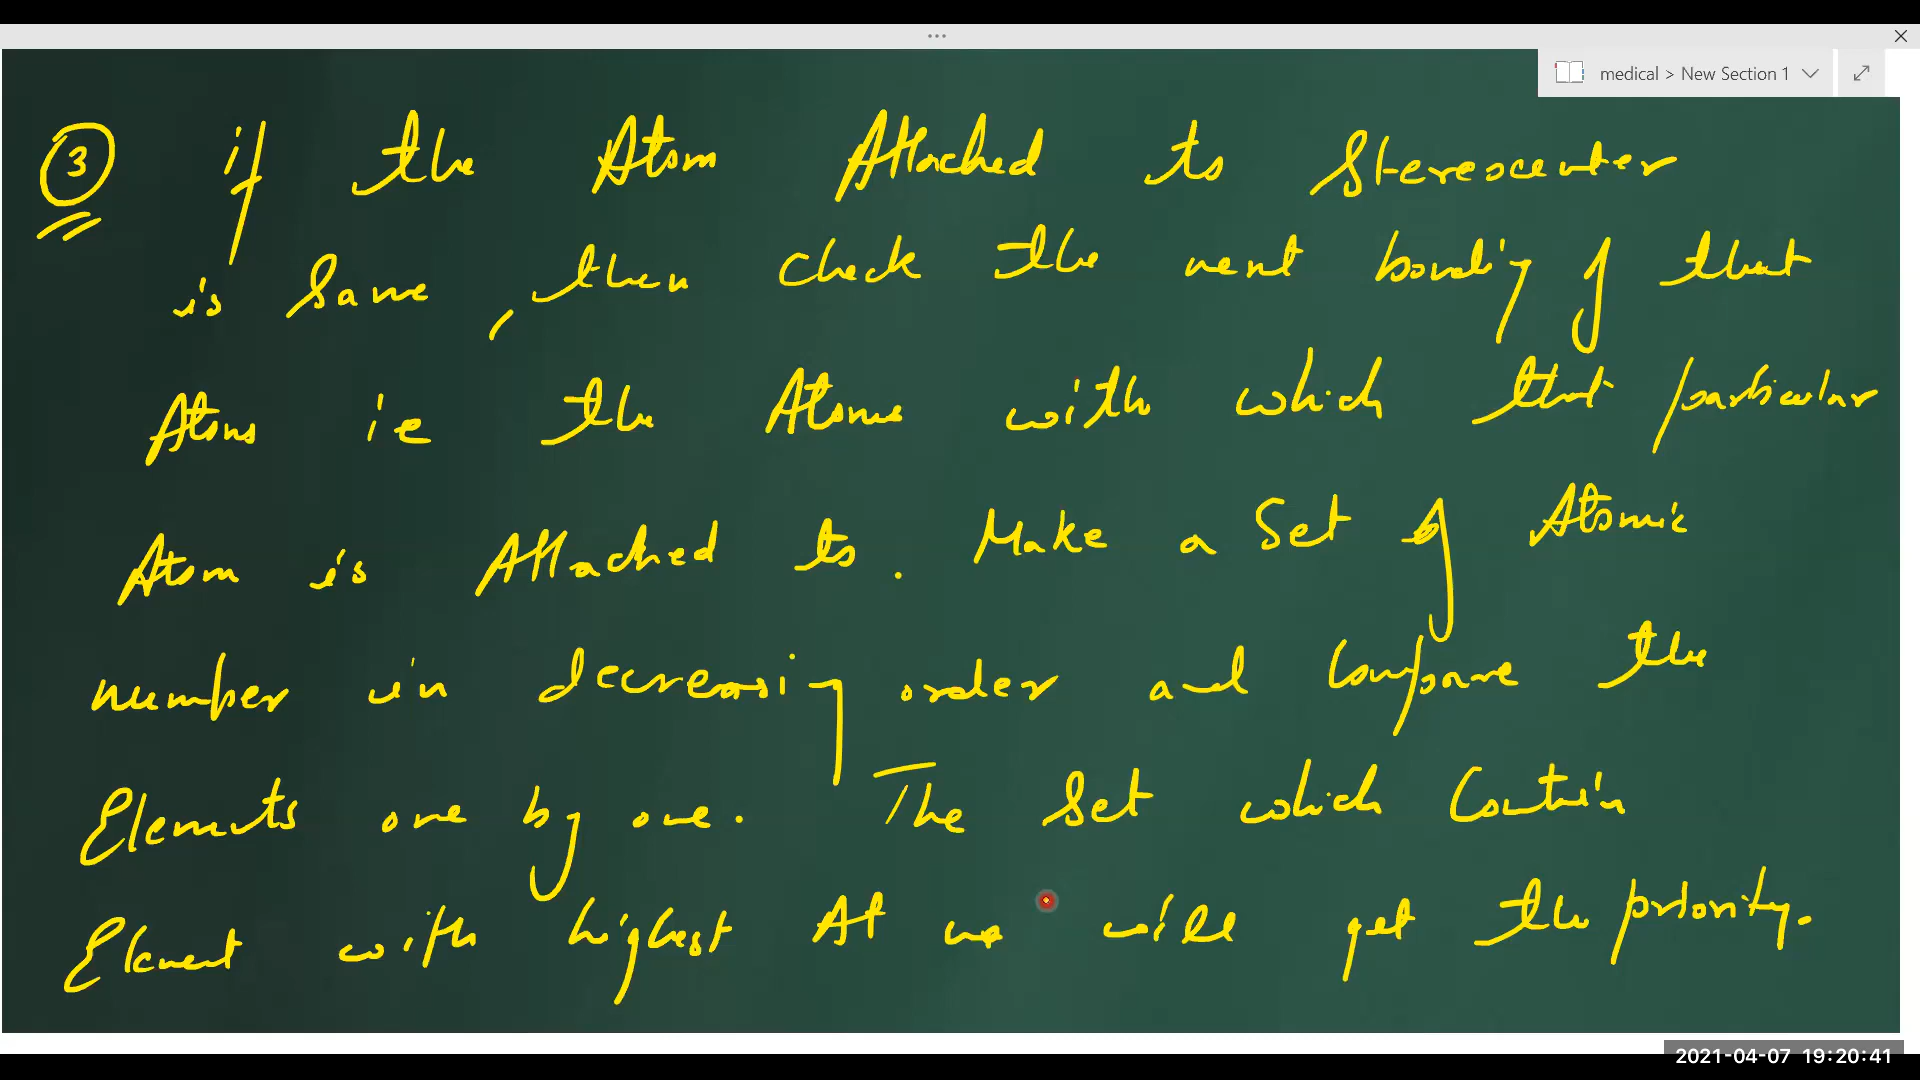 medical > New Section 1
③ if the Atom Attached to Stereocenter
is Same, then check the next bonding of that
Atoms ie the Atoms with which that particular
Atom is Attached to. Make a Set of Atomic
number in decreasing order and Compare the
Elements one by one. The Set which Contain
Element with highest At no will get the priority.
2021-04-07 19:20:41